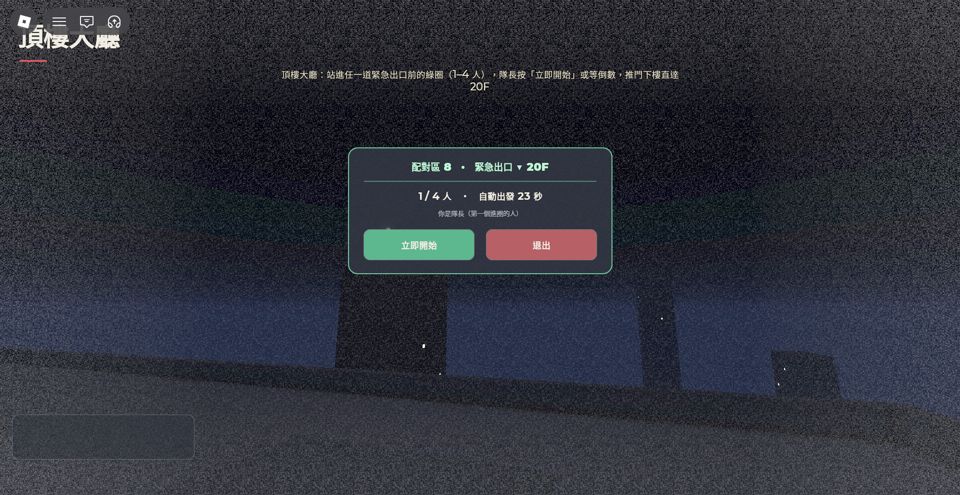 頂樓大廳
頂樓大廳：站進任一道緊急出口前的綠圈（1–4 人），隊長按「立即開始」或等倒數，推門下樓直達
20F
配對區 8 • 緊急出口 ▼ 20F
1 / 4 人 • 自動出發 23 秒
你是隊長（第一個進圈的人）
立即開始
退出